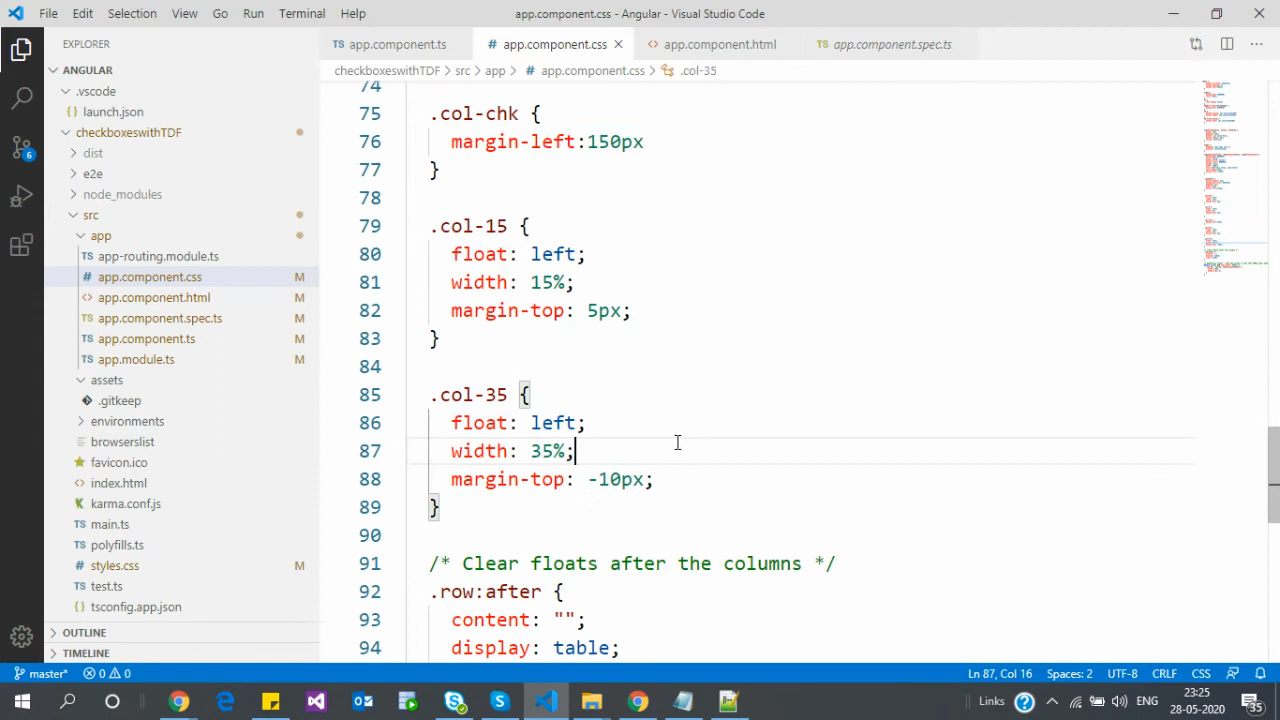 File Edit Selection View Go Run Terminal Help app.component.css - Angular - Visual Studio Code
EXPLORER
ANGULAR
.vscode
launch.json
checkboxeswithTDF
dist
e2e
node_modules
src
app
app-routing.module.ts
app.component.css M
app.component.html M
app.component.spec.ts M
app.component.ts M
app.module.ts M
assets
.gitkeep
environments
browserslist
favicon.ico
index.html
karma.conf.js
main.ts
polyfills.ts
styles.css M
test.ts
tsconfig.app.json
OUTLINE
TIMELINE
6
app.component.ts app.component.css app.component.html app.component.spec.ts
checkboxeswithTDF > src > app > # app.component.css > .col-35
74
75 .col-chk {
76 margin-left:150px
77 }
78
79 .col-15 {
80 float: left;
81 width: 15%;
82 margin-top: 5px;
83 }
84
85 .col-35 {
86 float: left;
87 width: 35%;
88 margin-top: -10px;
89 }
90
91 /* Clear floats after the columns */
92 .row:after {
93 content: "";
94 display: table;
master* 0 0 Ln 87, Col 16 Spaces: 2 UTF-8 CRLF CSS
Links ENG 23:25
28-05-2020 35